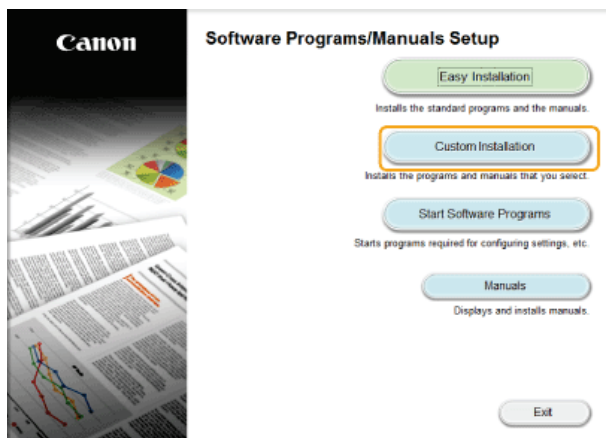 Canon
Software Programs/Manuals Setup
Easy Installation
Installs the standard programs and the manuals.
Custom Installation
Installs the programs and manuals that you select.
Start Software Programs
Starts programs required for configuring settings, etc.
Manuals
Displays and installs manuals.
Exit